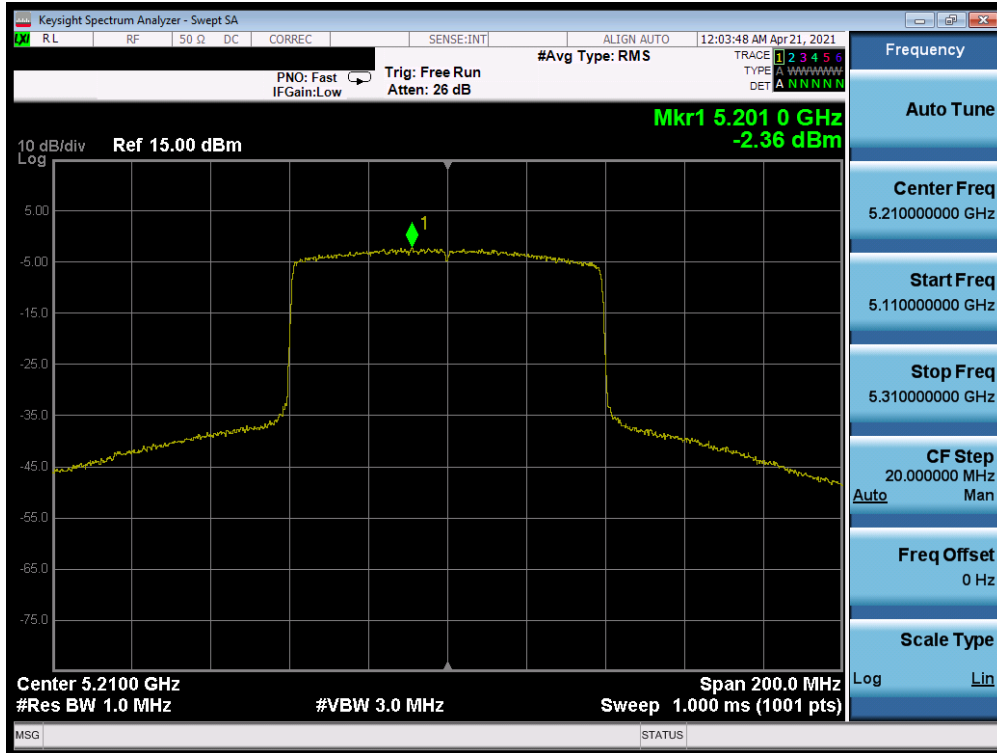 Keysight Spectrum Analyzer - Swept SA
LXI RL RF 50 Ω DC CORREC SENSE:INT ALIGN AUTO 12:03:48 AM Apr 21, 2021
#Avg Type: RMS
PNO: Fast
IFGain:Low
Trig: Free Run
Atten: 26 dB
TRACE 1 2 3 4 5 6
TYPE A WWWWW
DET A N N N N N
Mkr1 5.201 0 GHz
-2.36 dBm
10 dB/div Ref 15.00 dBm
Log
5.00
-5.00
-15.0
-25.0
-35.0
-45.0
-55.0
-65.0
-75.0
1
Center 5.2100 GHz Span 200.0 MHz
#Res BW 1.0 MHz #VBW 3.0 MHz Sweep 1.000 ms (1001 pts)
MSG STATUS
Frequency
Auto Tune
Center Freq
5.210000000 GHz
Start Freq
5.110000000 GHz
Stop Freq
5.310000000 GHz
CF Step
20.000000 MHz
Auto Man
Freq Offset
0 Hz
Scale Type
Log Lin